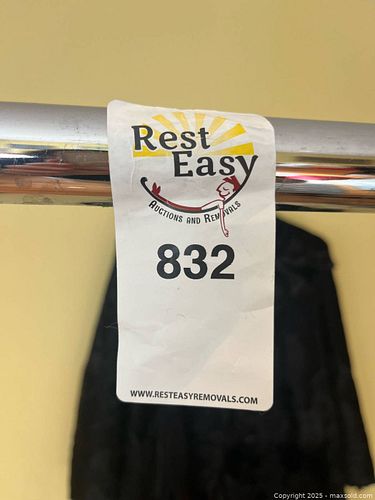 Rest
Easy
AUCTIONS AND REMOVALS
832
WWW.RESTEASYREMOVALS.COM
Copyright 2025 - maxsold.com